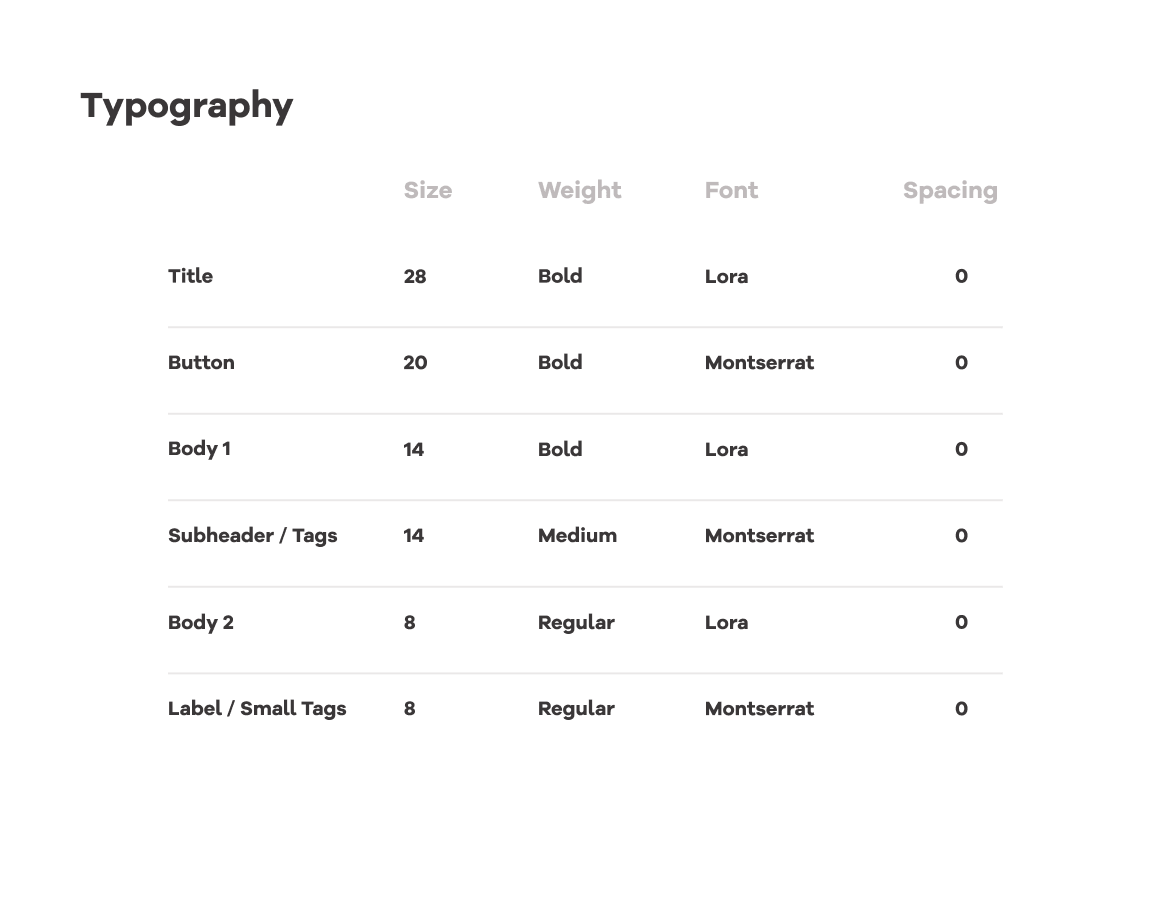 Typography
Size Weight Font Spacing
Title 28 Bold Lora 0
Button 20 Bold Montserrat 0
Body 1 14 Bold Lora 0
Subheader / Tags 14 Medium Montserrat 0
Body 2 8 Regular Lora 0
Label / Small Tags 8 Regular Montserrat 0